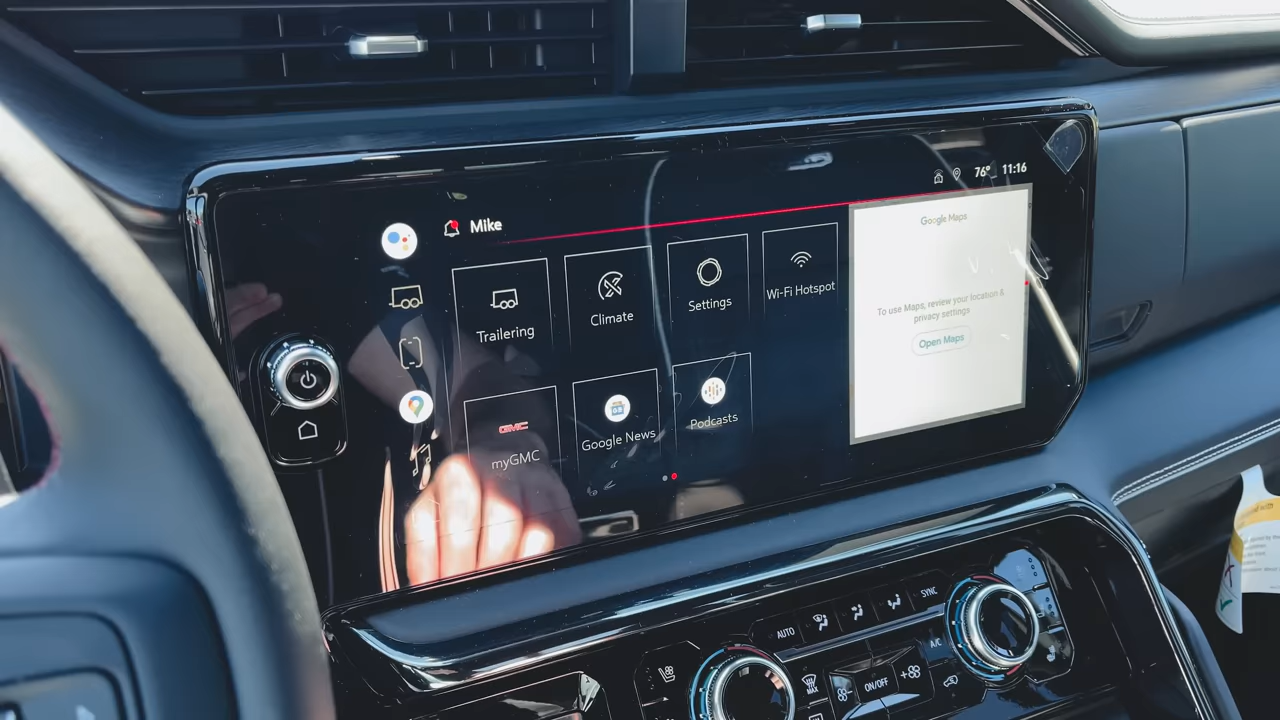 76° 11:16
Mike
Google Maps
Trailering
Climate
Settings
Wi-Fi Hotspot
To use Maps, review your location &
privacy settings
Open Maps
GMC
myGMC
Google News
Podcasts
SYNC
AUTO
A/C
ON/OFF
MAX